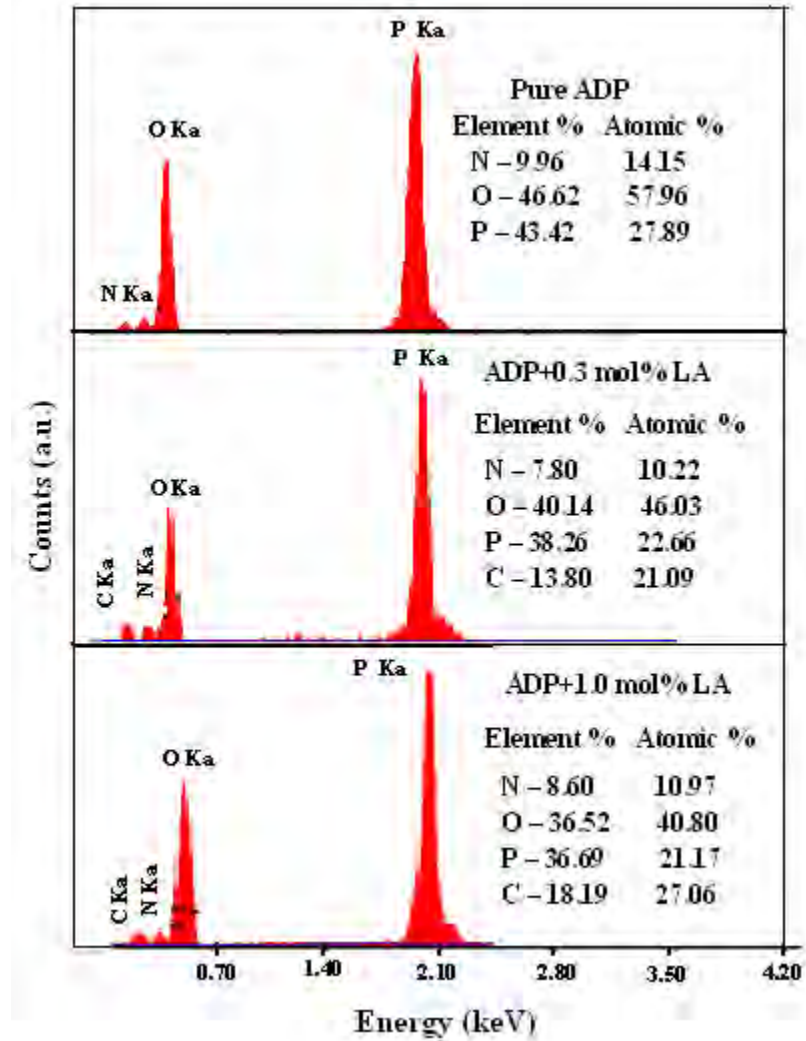 P Ka
Pure ADP
O Ka
Element % Atomic %
N – 9.96 14.15
O – 46.62 57.96
P – 43.42 27.89
N Ka
P Ka
ADP+0.3 mol% LA
Element % Atomic %
O Ka
N – 7.80 10.22
O – 40.14 46.03
P – 38.26 22.66
C – 13.80 21.09
C Ka
N Ka
Counts (a.u.)
P Ka
ADP+1.0 mol% LA
Element % Atomic %
O Ka
N – 8.60 10.97
O – 36.52 40.80
P – 36.69 21.17
C – 18.19 27.06
C Ka
N Ka
0.70 1.40 2.10 2.80 3.50 4.20
Energy (keV)